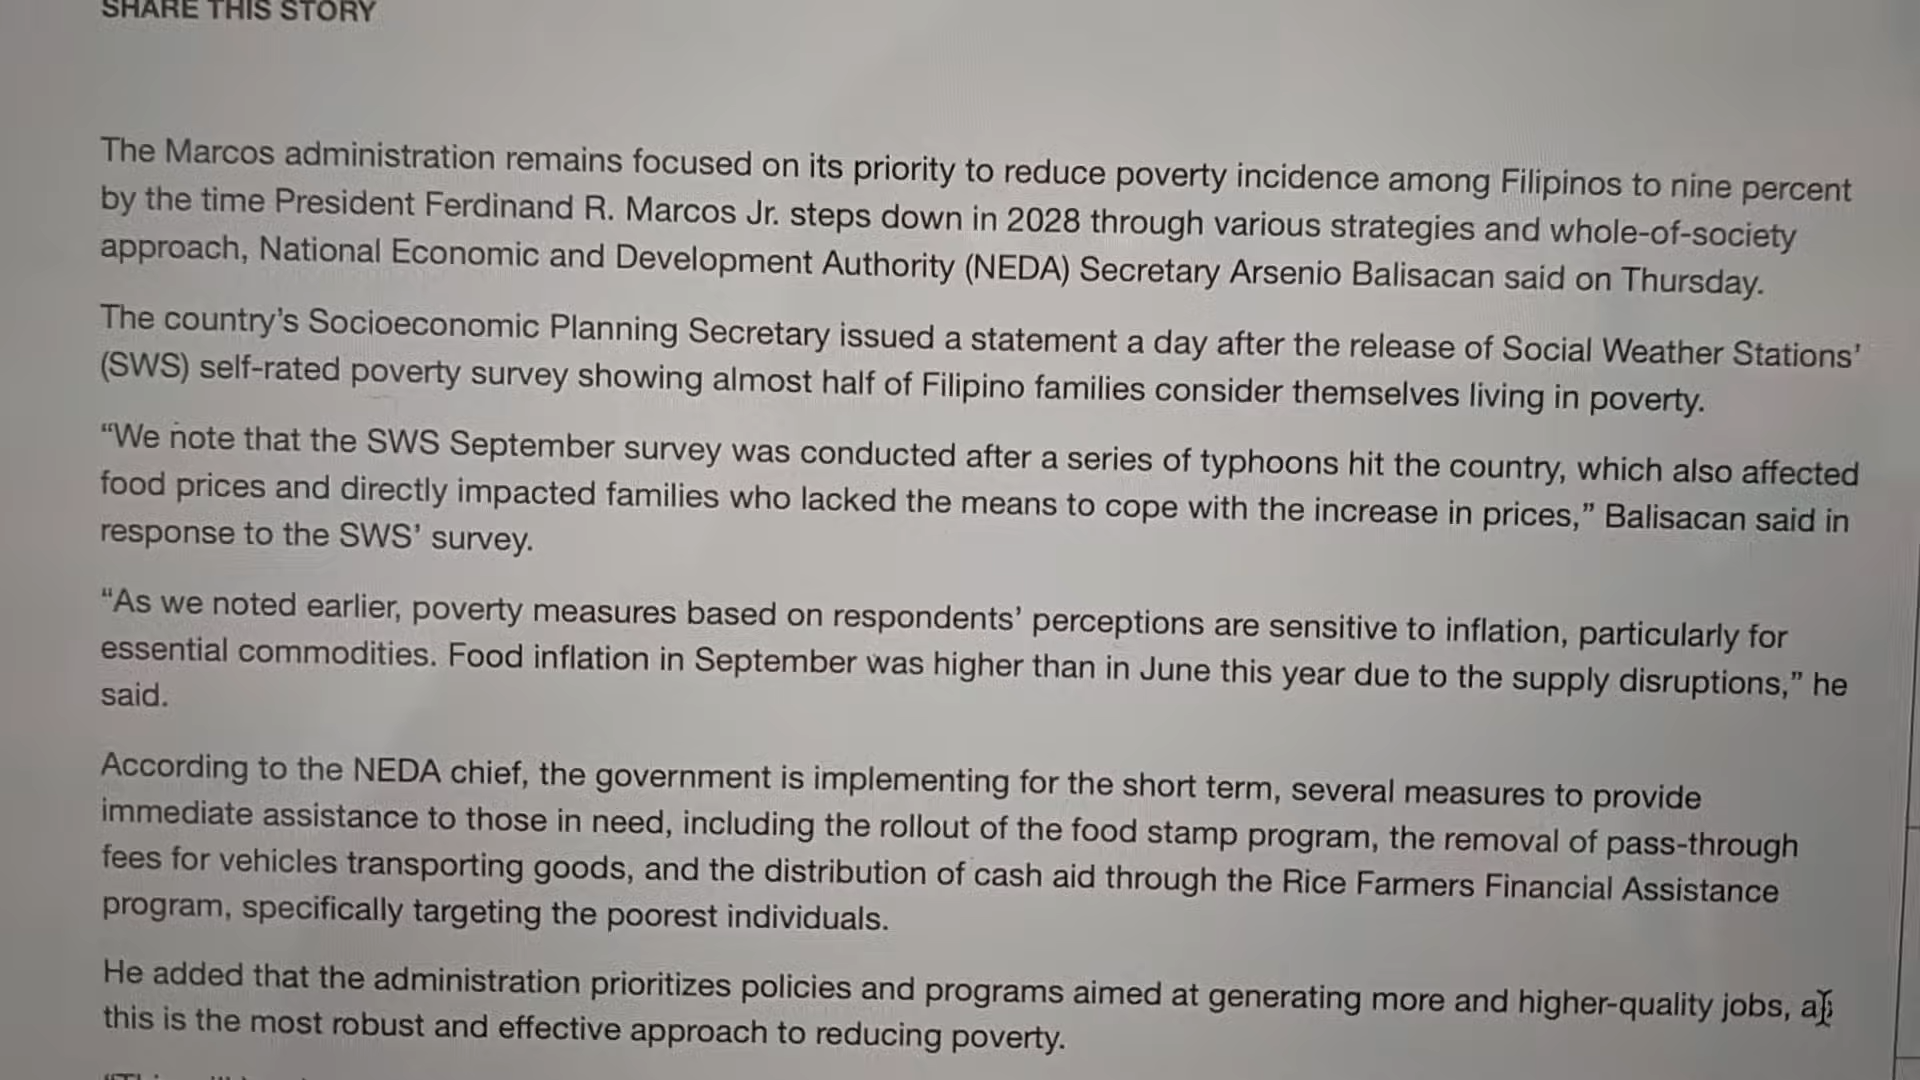 SHARE THIS STORY
The Marcos administration remains focused on its priority to reduce poverty incidence among Filipinos to nine percent
by the time President Ferdinand R. Marcos Jr. steps down in 2028 through various strategies and whole-of-society
approach, National Economic and Development Authority (NEDA) Secretary Arsenio Balisacan said on Thursday.
The country’s Socioeconomic Planning Secretary issued a statement a day after the release of Social Weather Stations’
(SWS) self-rated poverty survey showing almost half of Filipino families consider themselves living in poverty.
“We note that the SWS September survey was conducted after a series of typhoons hit the country, which also affected
food prices and directly impacted families who lacked the means to cope with the increase in prices,” Balisacan said in
response to the SWS’ survey.
“As we noted earlier, poverty measures based on respondents’ perceptions are sensitive to inflation, particularly for
essential commodities. Food inflation in September was higher than in June this year due to the supply disruptions,” he
said.
According to the NEDA chief, the government is implementing for the short term, several measures to provide
immediate assistance to those in need, including the rollout of the food stamp program, the removal of pass-through
fees for vehicles transporting goods, and the distribution of cash aid through the Rice Farmers Financial Assistance
program, specifically targeting the poorest individuals.
He added that the administration prioritizes policies and programs aimed at generating more and higher-quality jobs, as
this is the most robust and effective approach to reducing poverty.